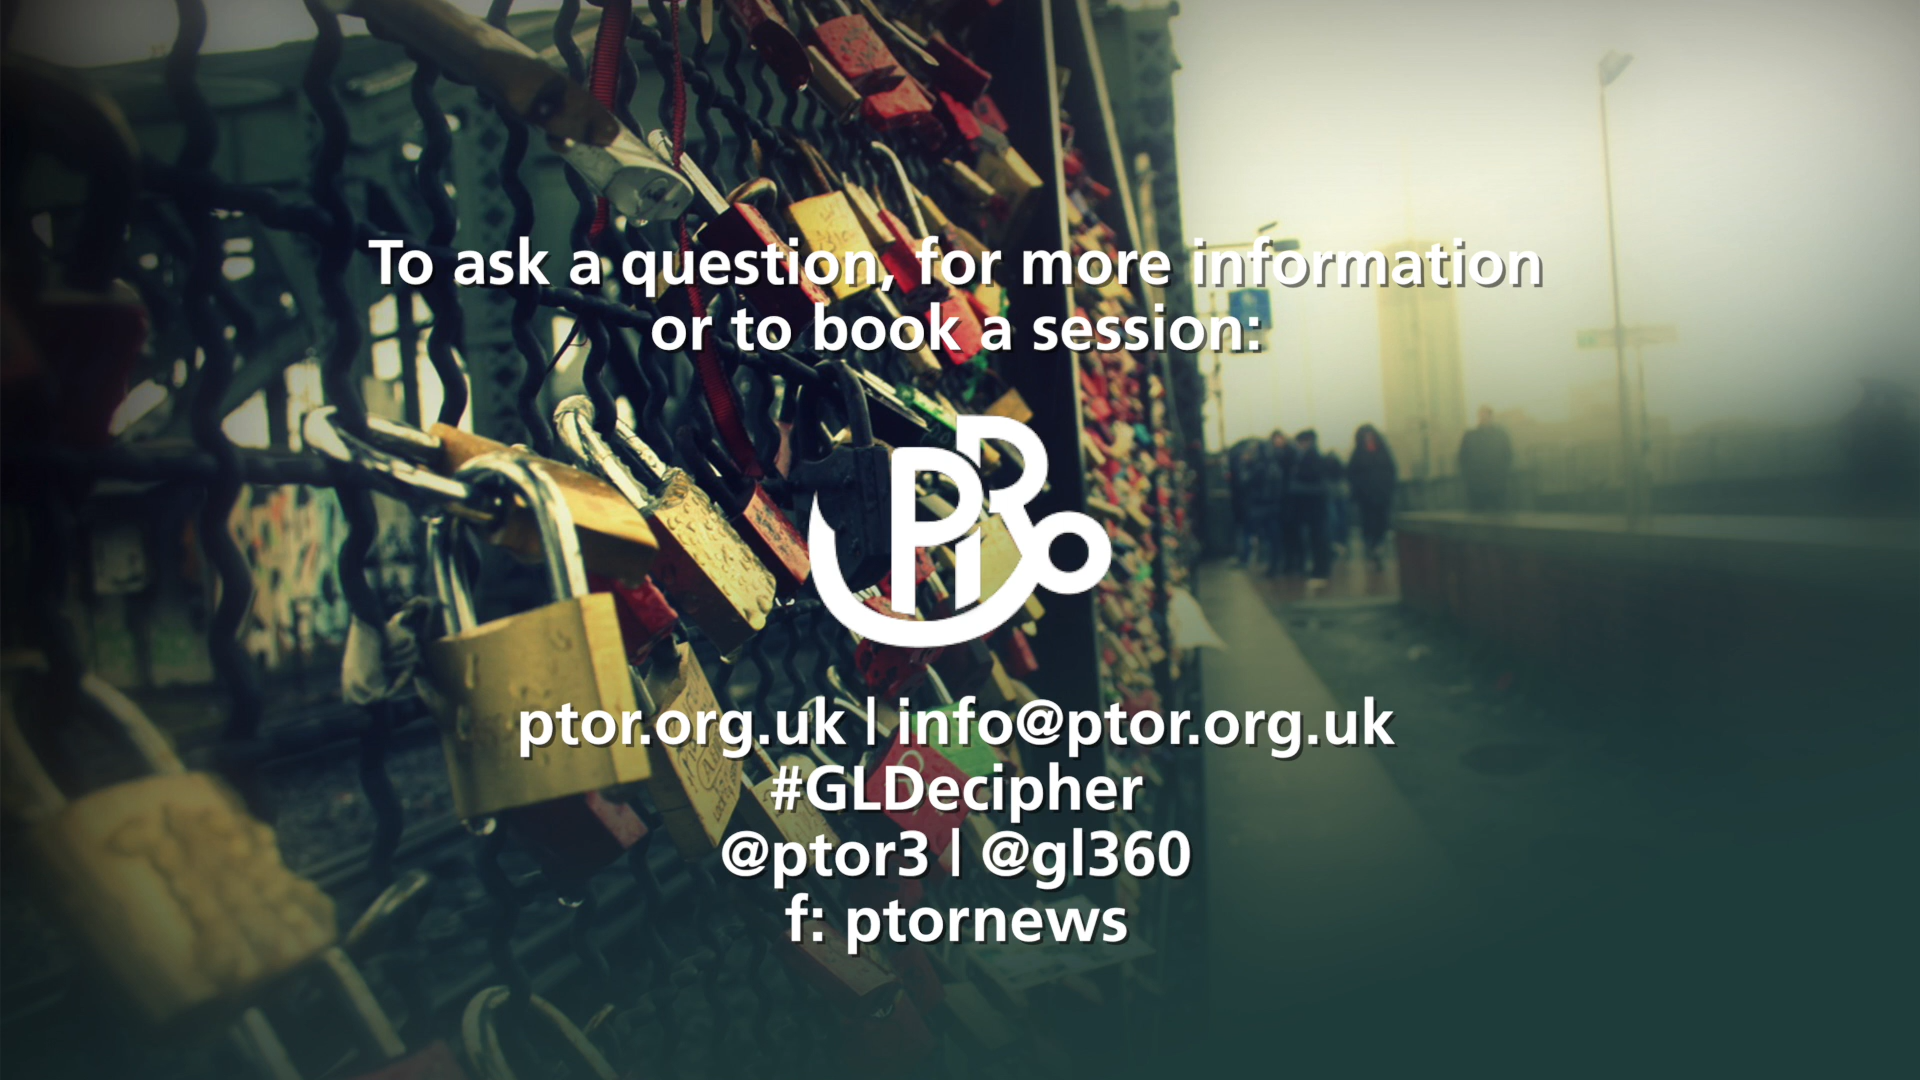 To ask a question, for more information
or to book a session:
PiRo
ptor.org.uk | info@ptor.org.uk
#GLDecipher
@ptor3 | @gl360
f: ptornews